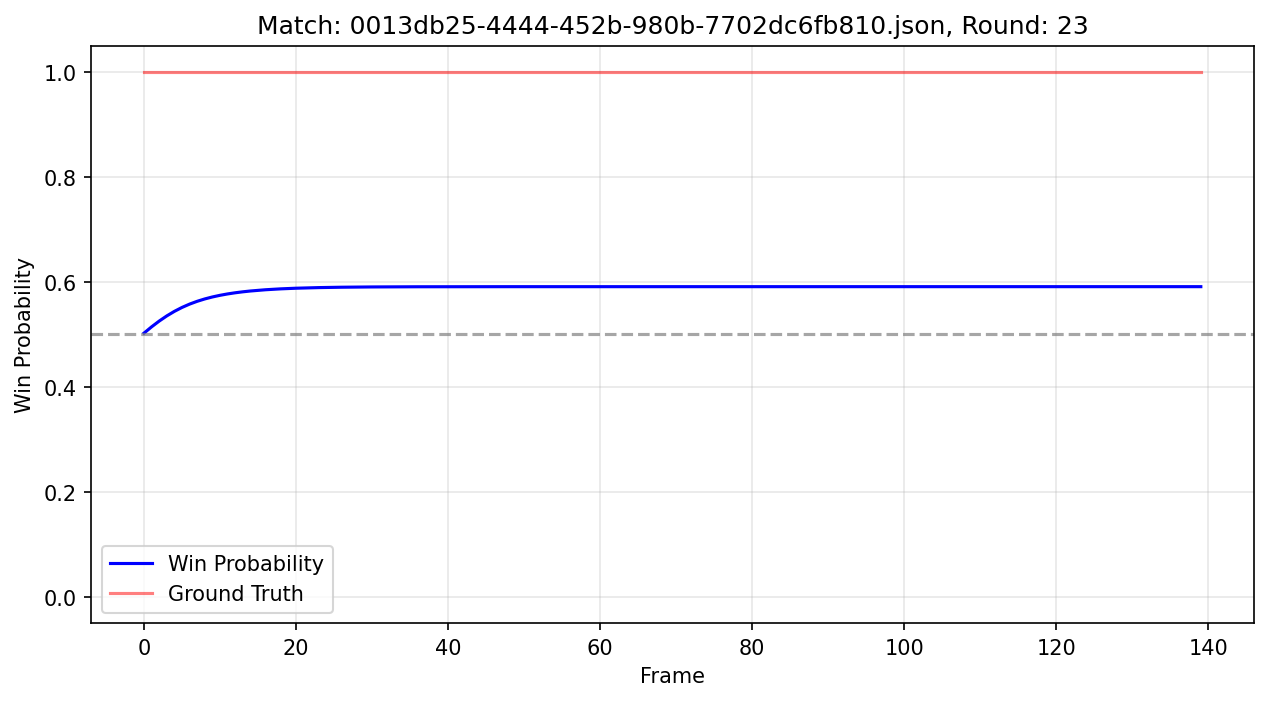 Match: 0013db25-4444-452b-980b-7702dc6fb810.json, Round: 23
Win Probability
1.0
0.8
0.6
0.4
0.2
0.0
Win Probability
Ground Truth
0 20 40 60 80 100 120 140
Frame